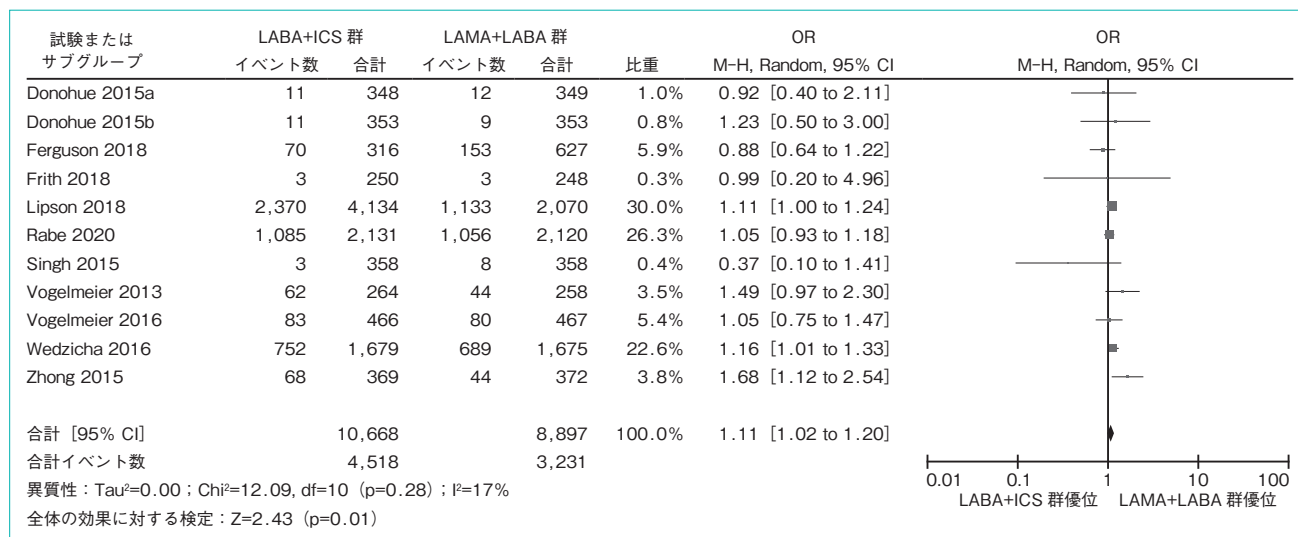 試験または LABA+ICS 群 LAMA+LABA 群 OR OR
サブグループ イベント数 合計 イベント数 合計 比重 M-H, Random, 95% CI M-H, Random, 95% CI
Donohue 2015a 11 348 12 349 1.0% 0.92 [0.40 to 2.11]
Donohue 2015b 11 353 9 353 0.8% 1.23 [0.50 to 3.00]
Ferguson 2018 70 316 153 627 5.9% 0.88 [0.64 to 1.22]
Frith 2018 3 250 3 248 0.3% 0.99 [0.20 to 4.96]
Lipson 2018 2,370 4,134 1,133 2,070 30.0% 1.11 [1.00 to 1.24]
Rabe 2020 1,085 2,131 1,056 2,120 26.3% 1.05 [0.93 to 1.18]
Singh 2015 3 358 8 358 0.4% 0.37 [0.10 to 1.41]
Vogelmeier 2013 62 264 44 258 3.5% 1.49 [0.97 to 2.30]
Vogelmeier 2016 83 466 80 467 5.4% 1.05 [0.75 to 1.47]
Wedzicha 2016 752 1,679 689 1,675 22.6% 1.16 [1.01 to 1.33]
Zhong 2015 68 369 44 372 3.8% 1.68 [1.12 to 2.54]
合計 [95% CI] 10,668 8,897 100.0% 1.11 [1.02 to 1.20]
合計イベント数 4,518 3,231
異質性：Tau²=0.00；Chi²=12.09, df=10（p=0.28）；I²=17%
全体の効果に対する検定：Z=2.43（p=0.01）
0.01 0.1 1 10 100
LABA+ICS 群優位 LAMA+LABA 群優位